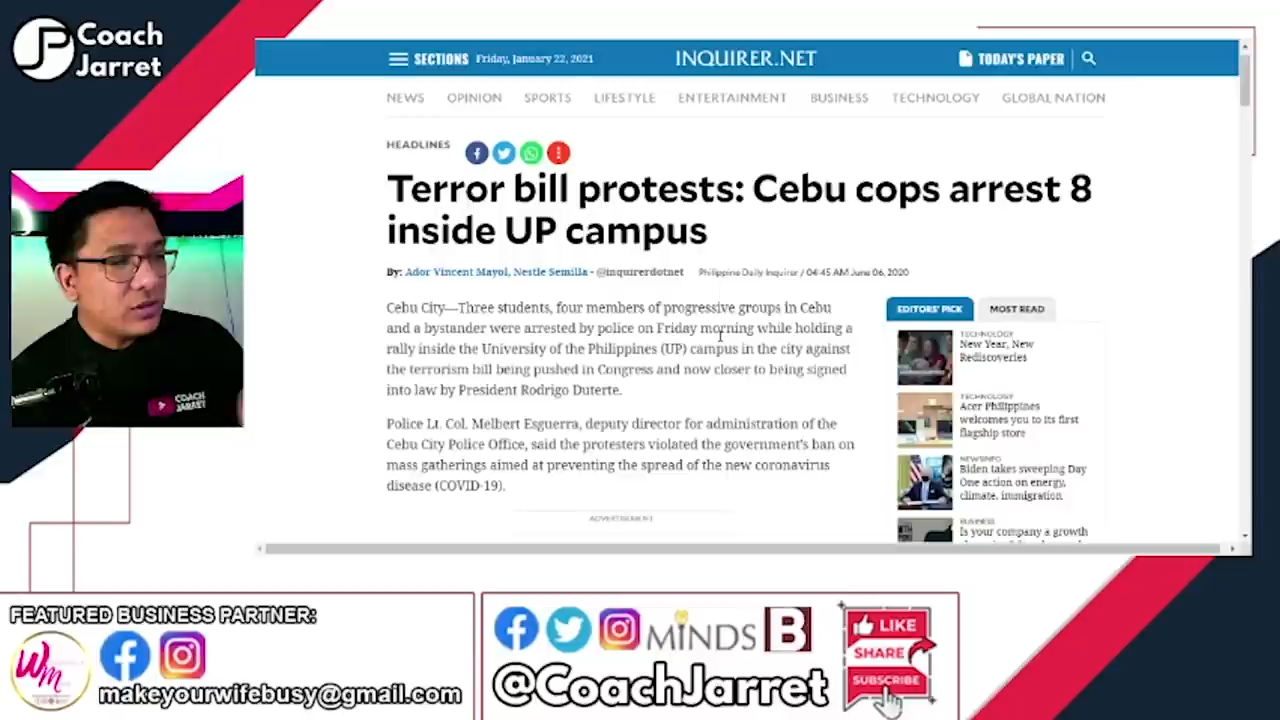 Coach
Jarret
SECTIONS Friday, January 22, 2021 INQUIRER.NET TODAY'S PAPER
NEWS OPINION SPORTS LIFESTYLE ENTERTAINMENT BUSINESS TECHNOLOGY GLOBAL NATION
HEADLINES
Terror bill protests: Cebu cops arrest 8
inside UP campus
By: Ador Vincent Mayol, Nestle Semilla - @inquirerdotnet Philippine Daily Inquirer / 04:45 AM June 06, 2020
Cebu City—Three students, four members of progressive groups in Cebu
and a bystander were arrested by police on Friday morning while holding a
rally inside the University of the Philippines (UP) campus in the city against
the terrorism bill being pushed in Congress and now closer to being signed
into law by President Rodrigo Duterte.
Police Lt. Col. Melbert Esguerra, deputy director for administration of the
Cebu City Police Office, said the protesters violated the government's ban on
mass gatherings aimed at preventing the spread of the new coronavirus
disease (COVID-19).
ADVERTISEMENT
EDITORS' PICK MOST READ
TECHNOLOGY
New Year, New
Rediscoveries
TECHNOLOGY
Acer Philippines
welcomes you to its first
flagship store
NEWSINFO
Biden takes sweeping Day
One action on energy,
climate, immigration
BUSINESS
Is your company a growth
COACH
JARRET
FEATURED BUSINESS PARTNER:
Wm
makeyourwifebusy@gmail.com
MINDS B
@CoachJarret
LIKE
SHARE
SUBSCRIBE